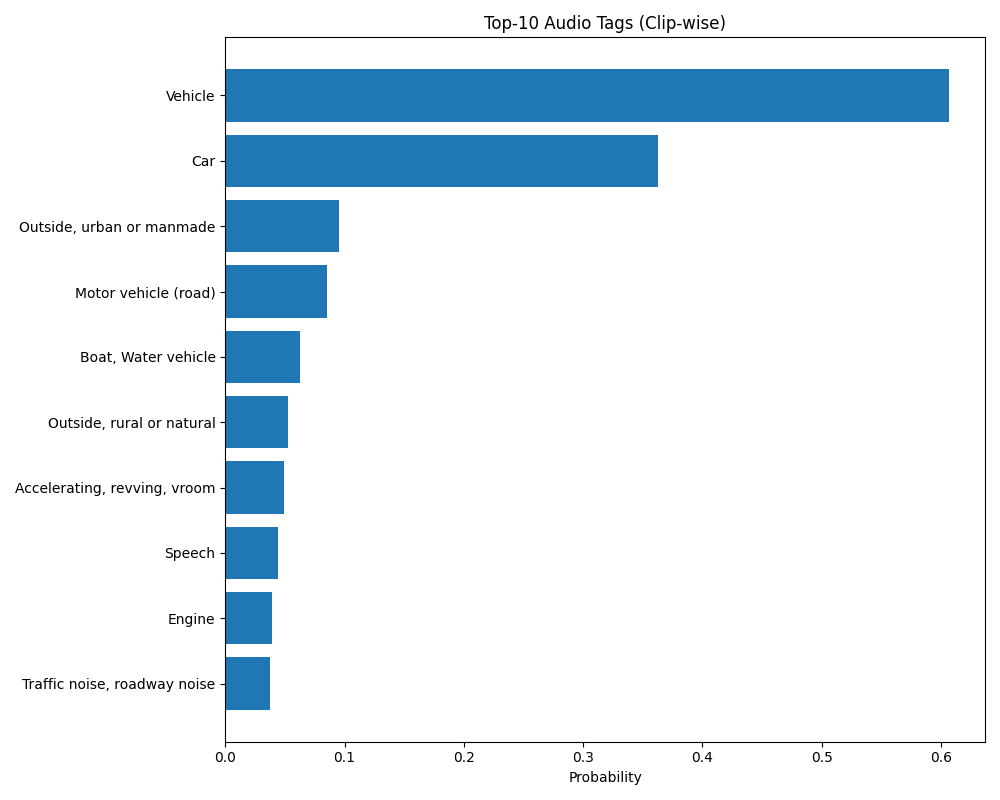 Top-10 Audio Tags (Clip-wise)
Vehicle
Car
Outside, urban or manmade
Motor vehicle (road)
Boat, Water vehicle
Outside, rural or natural
Accelerating, revving, vroom
Speech
Engine
Traffic noise, roadway noise
0.0 0.1 0.2 0.3 0.4 0.5 0.6
Probability